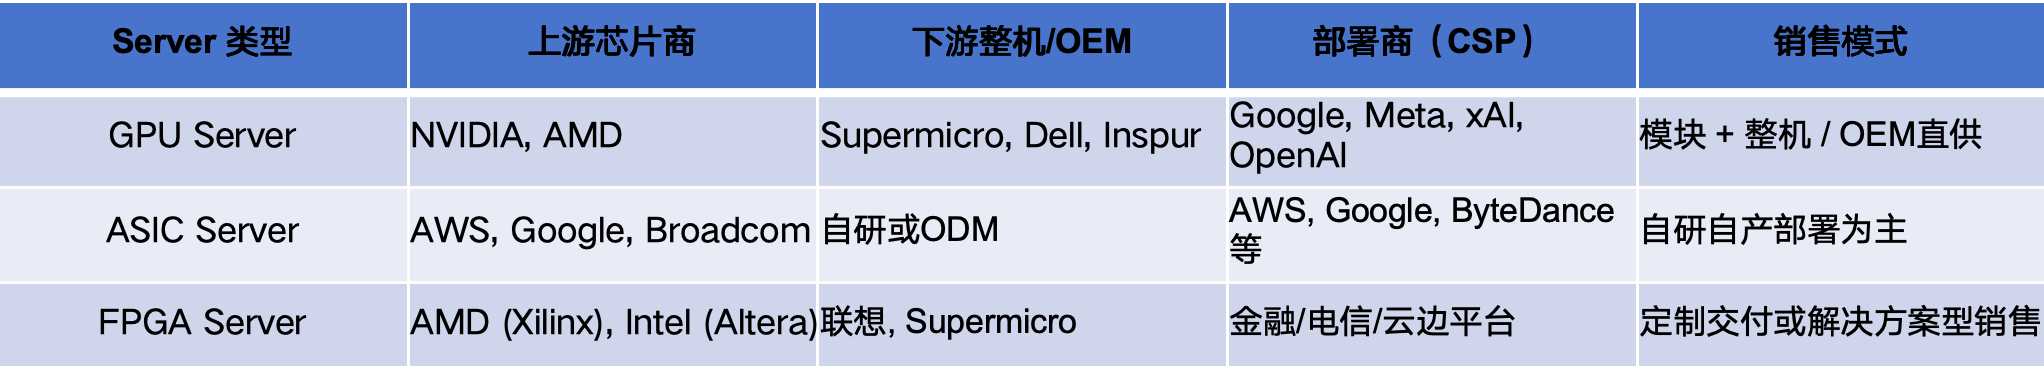 Server 类型 上游芯片商 下游整机/OEM 部署商（CSP） 销售模式
GPU Server NVIDIA, AMD Supermicro, Dell, Inspur Google, Meta, xAI,
OpenAI 模块 + 整机 / OEM直供
ASIC Server AWS, Google, Broadcom 自研或ODM AWS, Google, ByteDance
等 自研自产部署为主
FPGA Server AMD (Xilinx), Intel (Altera) 联想, Supermicro 金融/电信/云边平台 定制交付或解决方案型销售